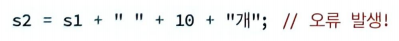 s2 = s1 + " " + 10 + "개"; // 오류 발생!